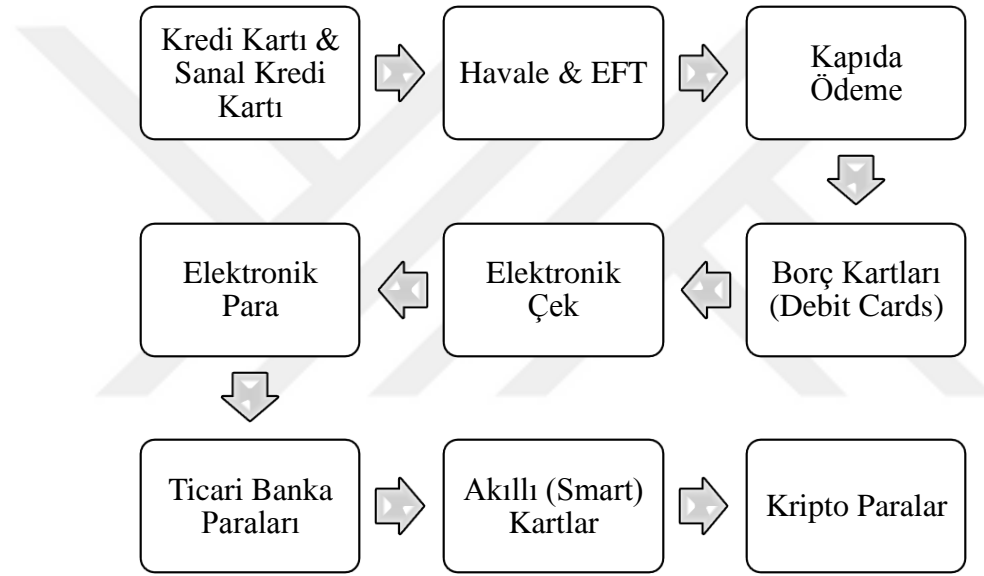 Kredi Kartı &
Sanal Kredi
Kartı
Havale & EFT
Kapıda
Ödeme
Borç Kartları
(Debit Cards)
Elektronik
Çek
Elektronik
Para
Ticari Banka
Paraları
Akıllı (Smart)
Kartlar
Kripto Paralar